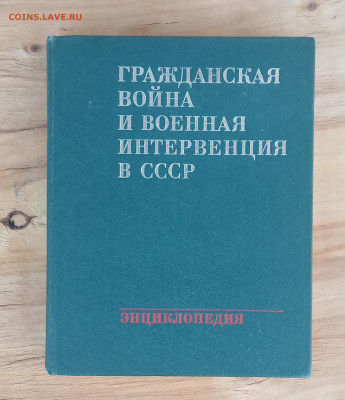 COINS.LAVE.RU
ГРАЖДАНСКАЯ
ВОЙНА
И ВОЕННАЯ
ИНТЕРВЕНЦИЯ
В СССР
ЭНЦИКЛОПЕДИЯ